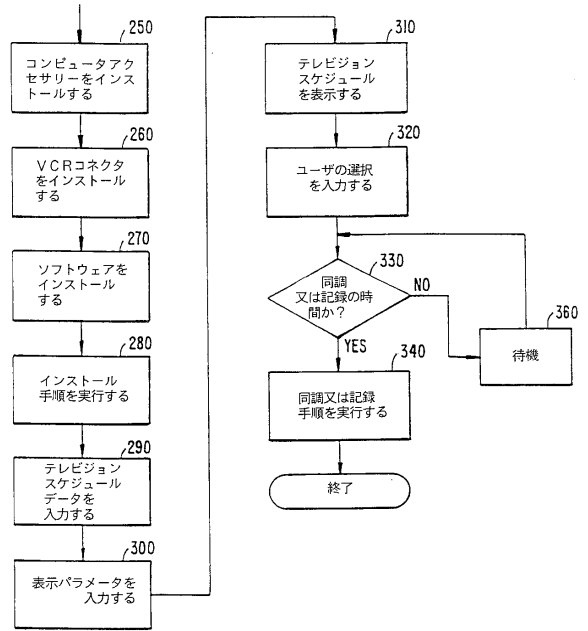 250
コンピュータアク
セサリーをインス
トールする
260
VCRコネクタ
をインストール
する
270
ソフトウェアを
インストール
する
280
インストール
手順を実行する
290
テレビジョン
スケジュール
データを
入力する
300
表示パラメータを
入力する
310
テレビジョン
スケジュール
を表示する
320
ユーザの選択
を入力する
330
同調
又は記録の時
間か?
NO
YES
340
同調又は記録
手順を実行する
360
待機
終了